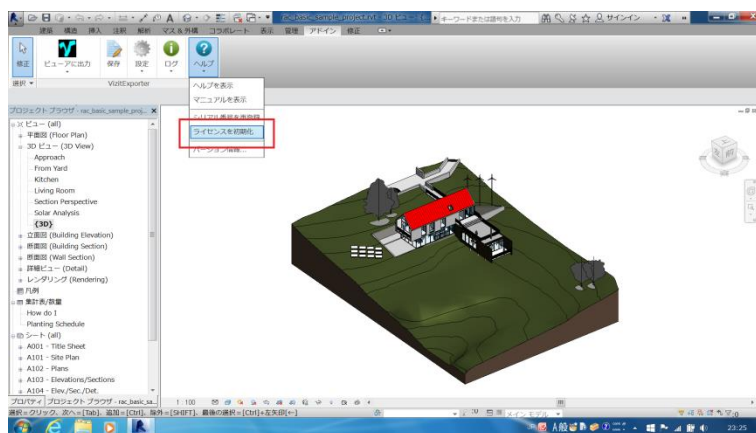 rac_basic_sample_project.rvt - 3D ビュー: {
キーワードまたは語句を入力
サインイン
建築 構造 挿入 注釈 解析 マス & 外構 コラボレート 表示 管理 アドイン 修正
修正
ビューアに出力
保存
設定
ログ
ヘルプ
選択
VizitExporter
ヘルプを表示
マニュアルを表示
ライセンスを初期化
バージョン情報...
プロジェクト ブラウザ - rac_basic_sample_proj...
ビュー (all)
平面図 (Floor Plan)
3D ビュー (3D View)
Approach
From Yard
Kitchen
Living Room
Section Perspective
Solar Analysis
{3D}
立面図 (Building Elevation)
断面図 (Building Section)
断面図 (Wall Section)
詳細ビュー (Detail)
レンダリング (Rendering)
凡例
集計表/数量
How do I
Planting Schedule
シート (all)
A001 - Title Sheet
A101 - Site Plan
A102 - Plans
A103 - Elevations/Sections
A104 - Elev./Sec./Det.
プロパティ
プロジェクト ブラウザ - rac_basic_sa...
1 : 100
選択=クリック、次へ=[Tab]、追加=[Ctrl]、除外=[SHIFT]、最後の選択=[Ctrl]+左矢印[←]
メイン モデル
:0
A 般
23:25